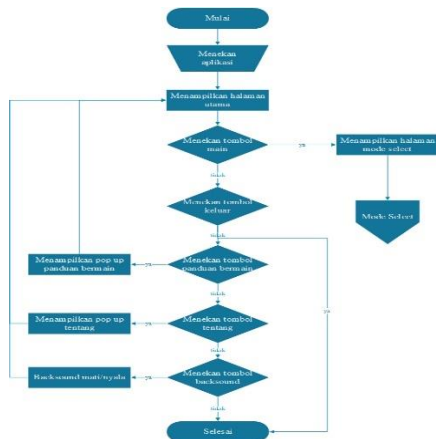 Mulai
Menekan
aplikasi
Menampilkan halaman
utama
Menekan tombol
main
ya
Menampilkan halaman
mode select
tidak
Menekan tombol
keluar
Mode Select
tidak
Menampilkan pop up
panduan bermain
ya
Menekan tombol
panduan bermain
ya
tidak
Menampilkan pop up
tentang
ya
Menekan tombol
tentang
tidak
Backsound mati/nyala
ya
Menekan tombol
backsound
tidak
Selesai